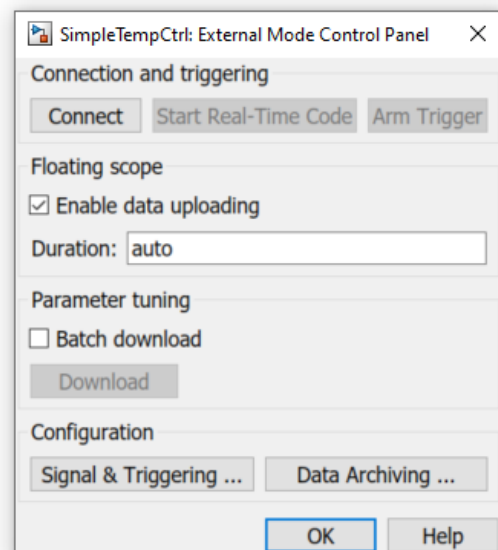 SimpleTempCtrl: External Mode Control Panel
Connection and triggering
Connect Start Real-Time Code Arm Trigger
Floating scope
Enable data uploading
Duration: auto
Parameter tuning
Batch download
Download
Configuration
Signal & Triggering ... Data Archiving ...
OK Help